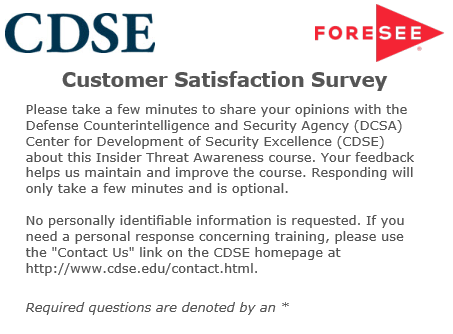 CDSE
FORESEE®
Customer Satisfaction Survey
Please take a few minutes to share your opinions with the
Defense Counterintelligence and Security Agency (DCSA)
Center for Development of Security Excellence (CDSE)
about this Insider Threat Awareness course. Your feedback
helps us maintain and improve the course. Responding will
only take a few minutes and is optional.
No personally identifiable information is requested. If you
need a personal response concerning training, please use
the "Contact Us" link on the CDSE homepage at
http://www.cdse.edu/contact.html.
Required questions are denoted by an *